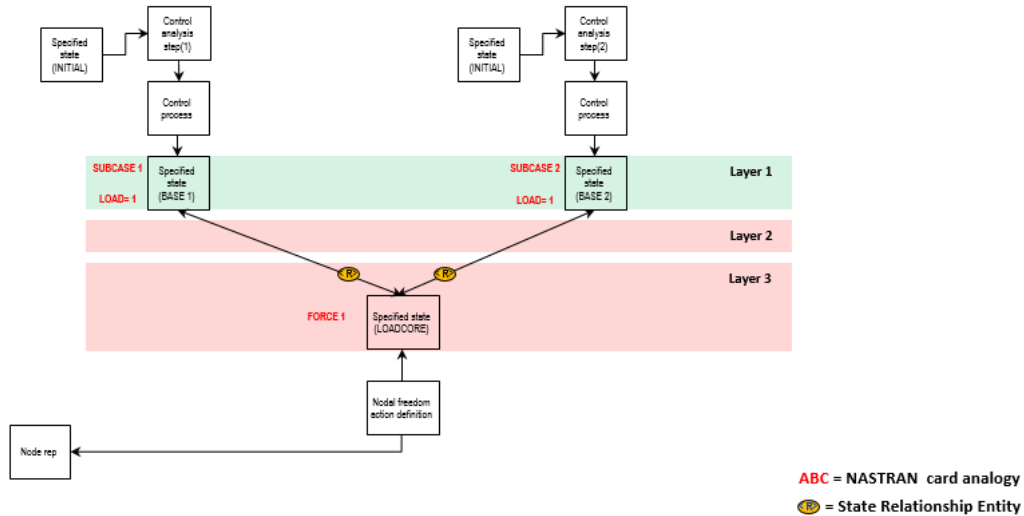 Control
analysis
step(1)
Specified
state
(INITIAL)
Control
analysis
step(2)
Specified
state
(INITIAL)
Control
process
Control
process
SUBCASE 1
LOAD= 1
Specified
state
(BASE 1)
SUBCASE 2
LOAD= 1
Specified
state
(BASE 2)
Layer 1
Layer 2
<R>
<R>
Layer 3
FORCE 1
Specified state
(LOADCORE)
Nodal freedom
action definition
Node rep
ABC = NASTRAN card analogy
<R> = State Relationship Entity